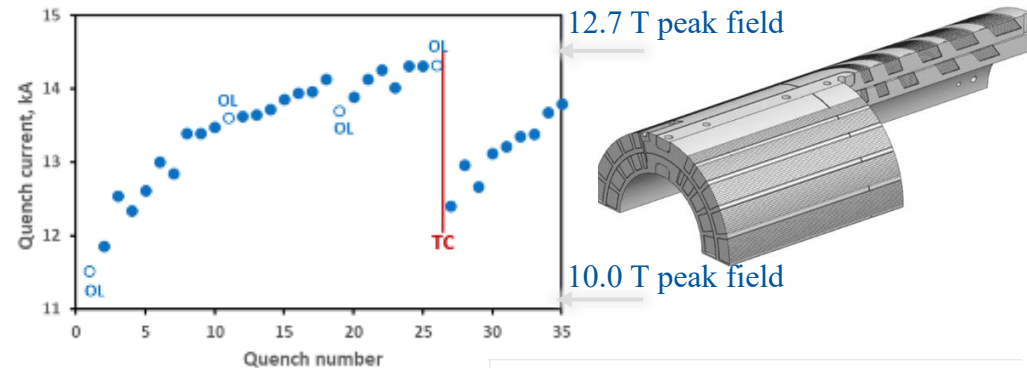 15
12.7 T peak field
OL
14
OL
OL
Quench current, kA
13
12
TC
10.0 T peak field
OL
11
0 5 10 15 20 25 30 35
Quench number